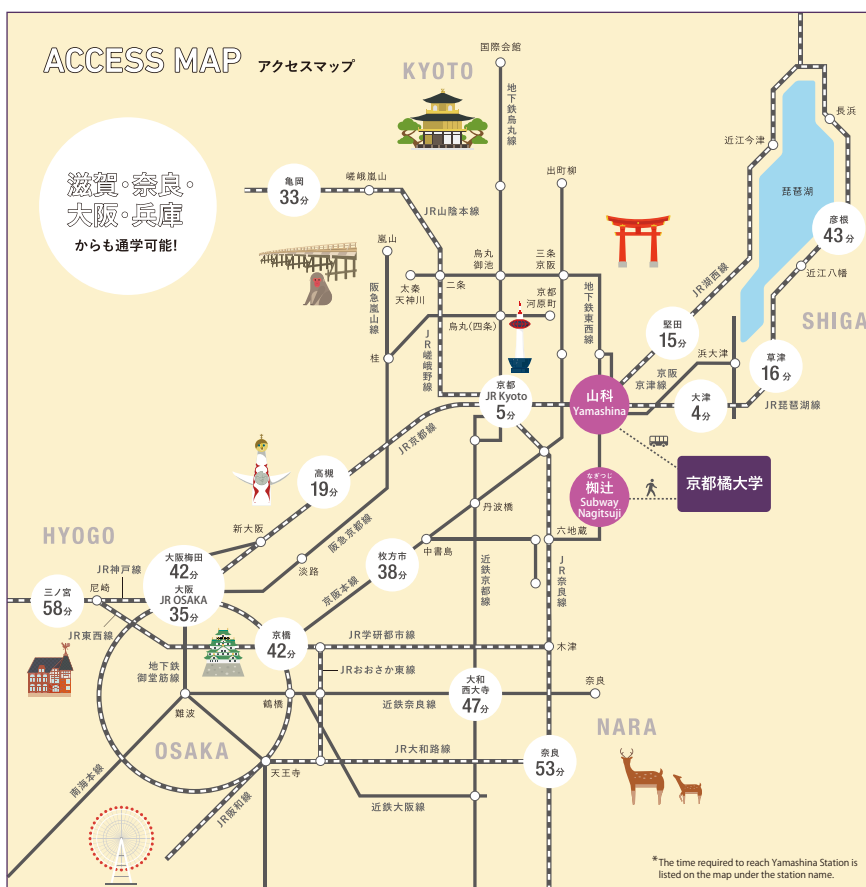 ACCESS MAP アクセスマップ
KYOTO
国際会館
地下鉄烏丸線
長浜
近江今津
琵琶湖
滋賀・奈良・
大阪・兵庫
からも通学可能!
亀岡
33分
嵯峨嵐山
JR山陰本線
出町柳
彦根
43分
嵐山
烏丸
御池
三条
京阪
近江八幡
JR湖西線
太秦
天神川
二条
京都
河原町
地下鉄東西線
阪急嵐山線
烏丸(四条)
JR嵯峨野線
堅田
15分
浜大津
SHIGA
桂
京阪
京津線
草津
16分
京都
JR Kyoto
5分
山科
Yamashina
大津
4分
JR琵琶湖線
JR京都線
高槻
19分
なぎつじ
椥辻
Subway
Nagitsuji
京都橘大学
丹波橋
HYOGO
新大阪
阪急京都線
六地蔵
中書島
大阪梅田
42分
大阪
JR OSAKA
35分
淡路
枚方市
38分
京阪本線
近鉄京都線
JR奈良線
JR神戸線
三ノ宮
58分
尼崎
JR東西線
京橋
42分
JR学研都市線
木津
地下鉄
御堂筋線
JRおおさか東線
大和
西大寺
47分
奈良
難波
鶴橋
近鉄奈良線
NARA
OSAKA
JR大和路線
奈良
53分
天王寺
南海本線
JR阪和線
近鉄大阪線
*The time required to reach Yamashina Station is
listed on the map under the station name.